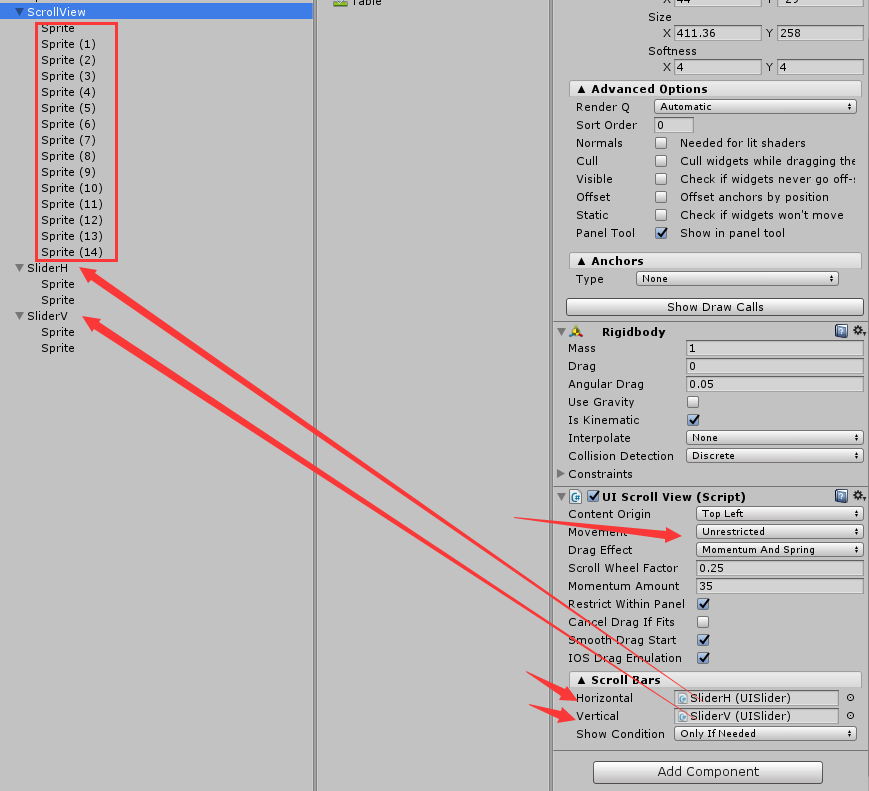 ScrollView
Sprite
Sprite (1)
Sprite (2)
Sprite (3)
Sprite (4)
Sprite (5)
Sprite (6)
Sprite (7)
Sprite (8)
Sprite (9)
Sprite (10)
Sprite (11)
Sprite (12)
Sprite (13)
Sprite (14)
SliderH
Sprite
Sprite
SliderV
Sprite
Sprite
Table
X 44 Y -29
Size
X 411.36 Y 258
Softness
X 4 Y 4
▲ Advanced Options
Render Q Automatic
Sort Order 0
Normals Needed for lit shaders
Cull Cull widgets while dragging the
Visible Check if widgets never go off-s
Offset Offset anchors by position
Static Check if widgets won't move
Panel Tool Show in panel tool
▲ Anchors
Type None
Show Draw Calls
Rigidbody
Mass 1
Drag 0
Angular Drag 0.05
Use Gravity
Is Kinematic
Interpolate None
Collision Detection Discrete
Constraints
C# UI Scroll View (Script)
Content Origin Top Left
Movement Unrestricted
Drag Effect Momentum And Spring
Scroll Wheel Factor 0.25
Momentum Amount 35
Restrict Within Panel
Cancel Drag If Fits
Smooth Drag Start
IOS Drag Emulation
▲ Scroll Bars
Horizontal SliderH (UISlider)
Vertical SliderV (UISlider)
Show Condition Only If Needed
Add Component